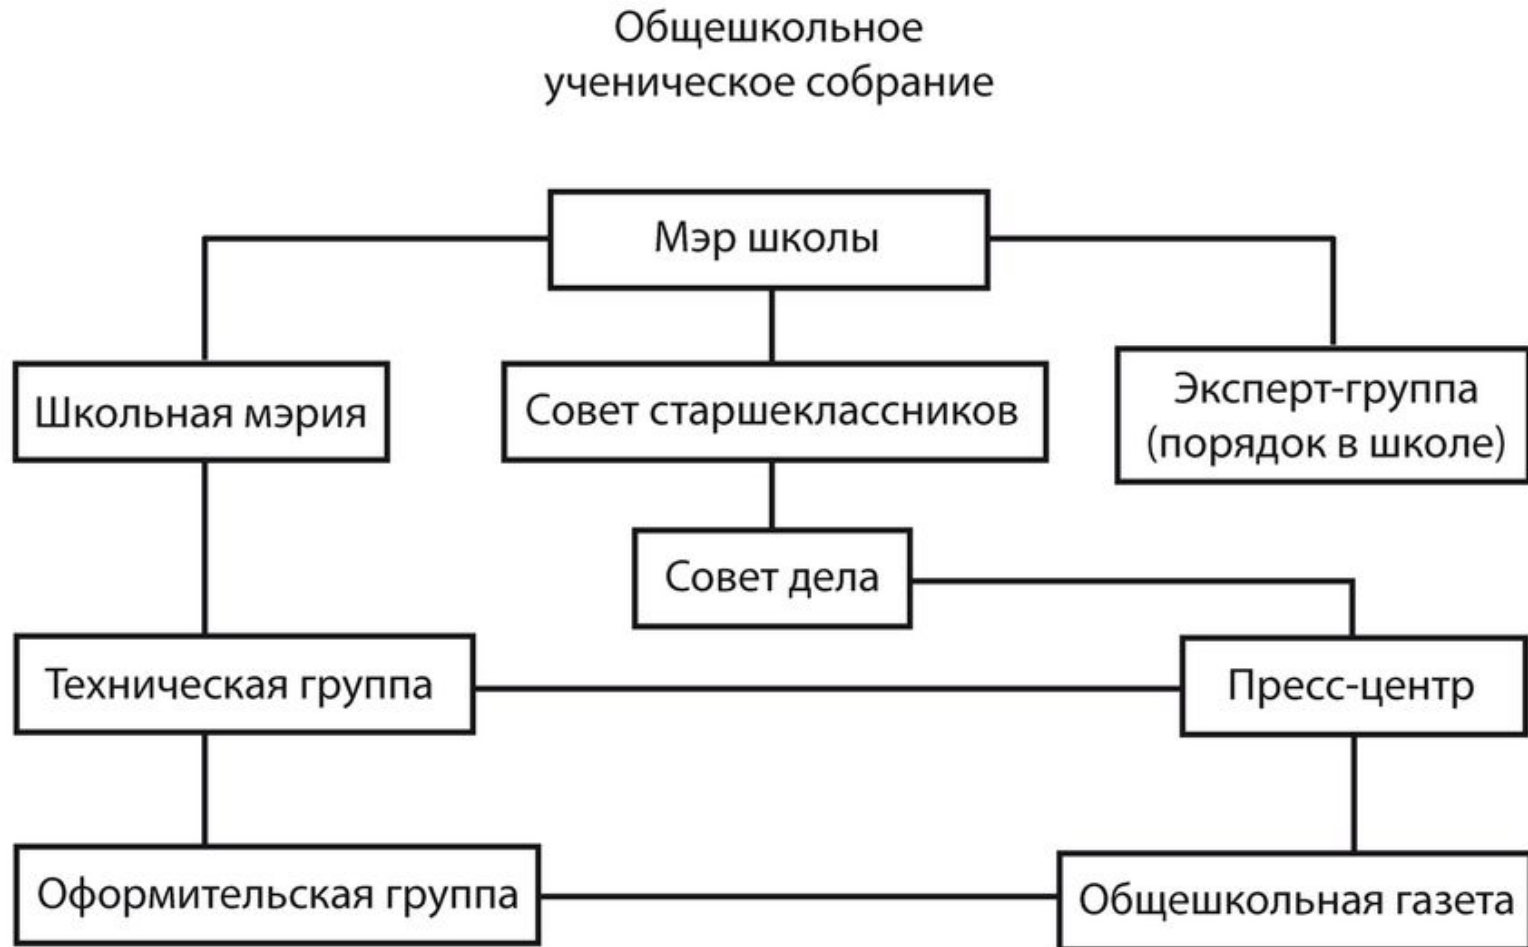 Общешкольное
ученическое собрание
Мэр школы
Школьная мэрия
Совет старшеклассников
Эксперт-группа
(порядок в школе)
Совет дела
Техническая группа
Пресс-центр
Оформительская группа
Общешкольная газета